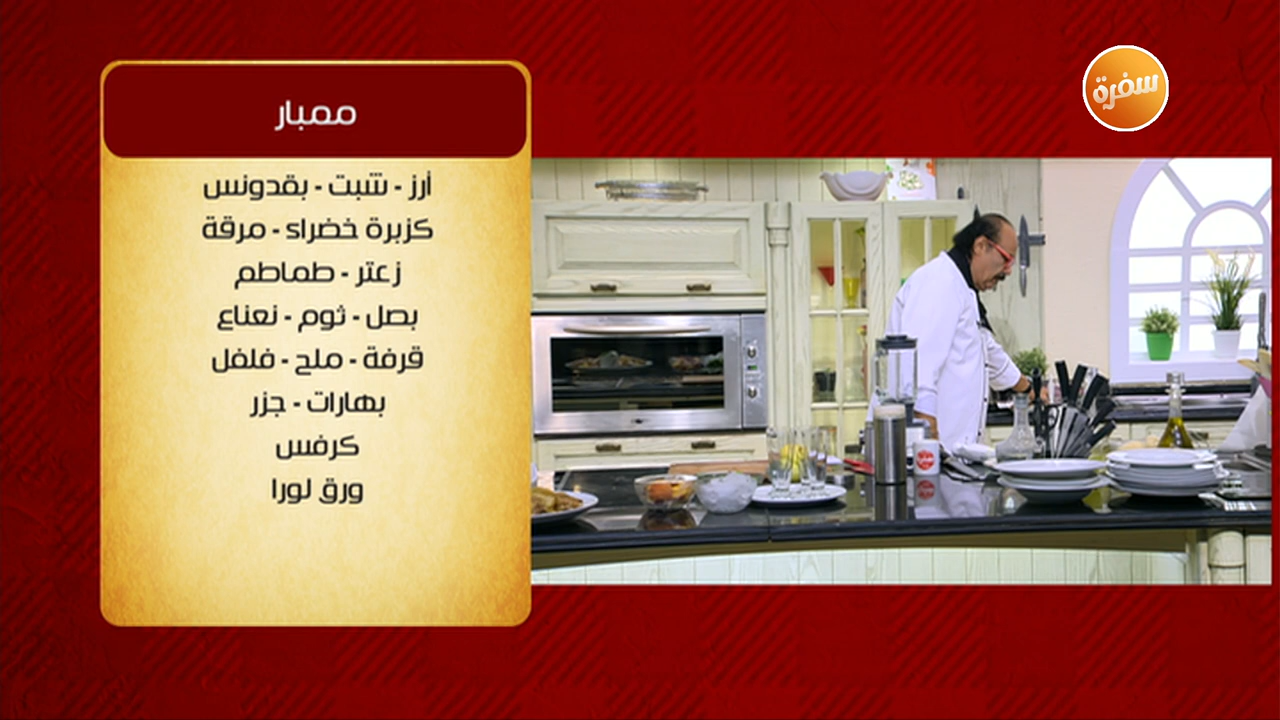 ممبار
أرز - شبت - بقدونس
كزبرة خضراء - مرقة
زعتر - طماطم
بصل - ثوم - نعناع
قرفة - ملح - فلفل
بهارات - جزر
كرفس
ورق لورا
سفرة